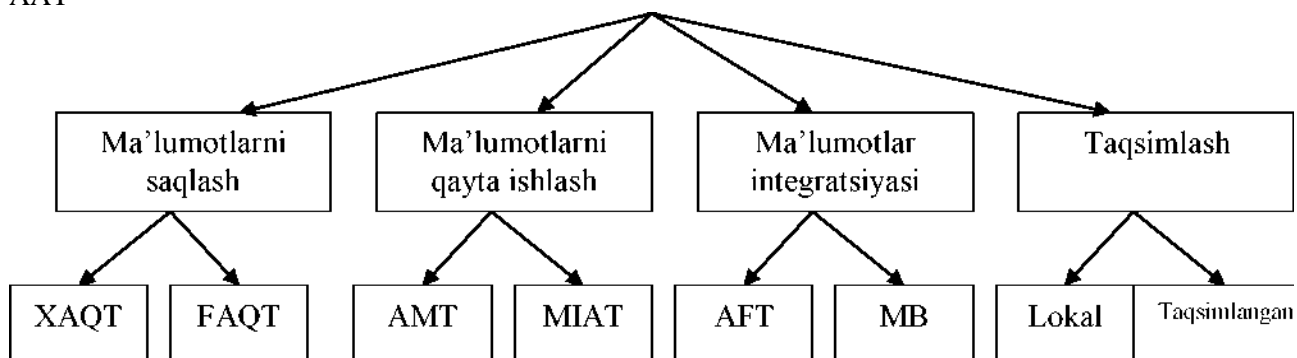 Ma’lumotlarni
saqlash
Ma’lumotlarni
qayta ishlash
Ma’lumotlar
integratsiyasi
Taqsimlash
XAQT
FAQT
AMT
MIAT
AFT
MB
Lokal
Taqsimlangan